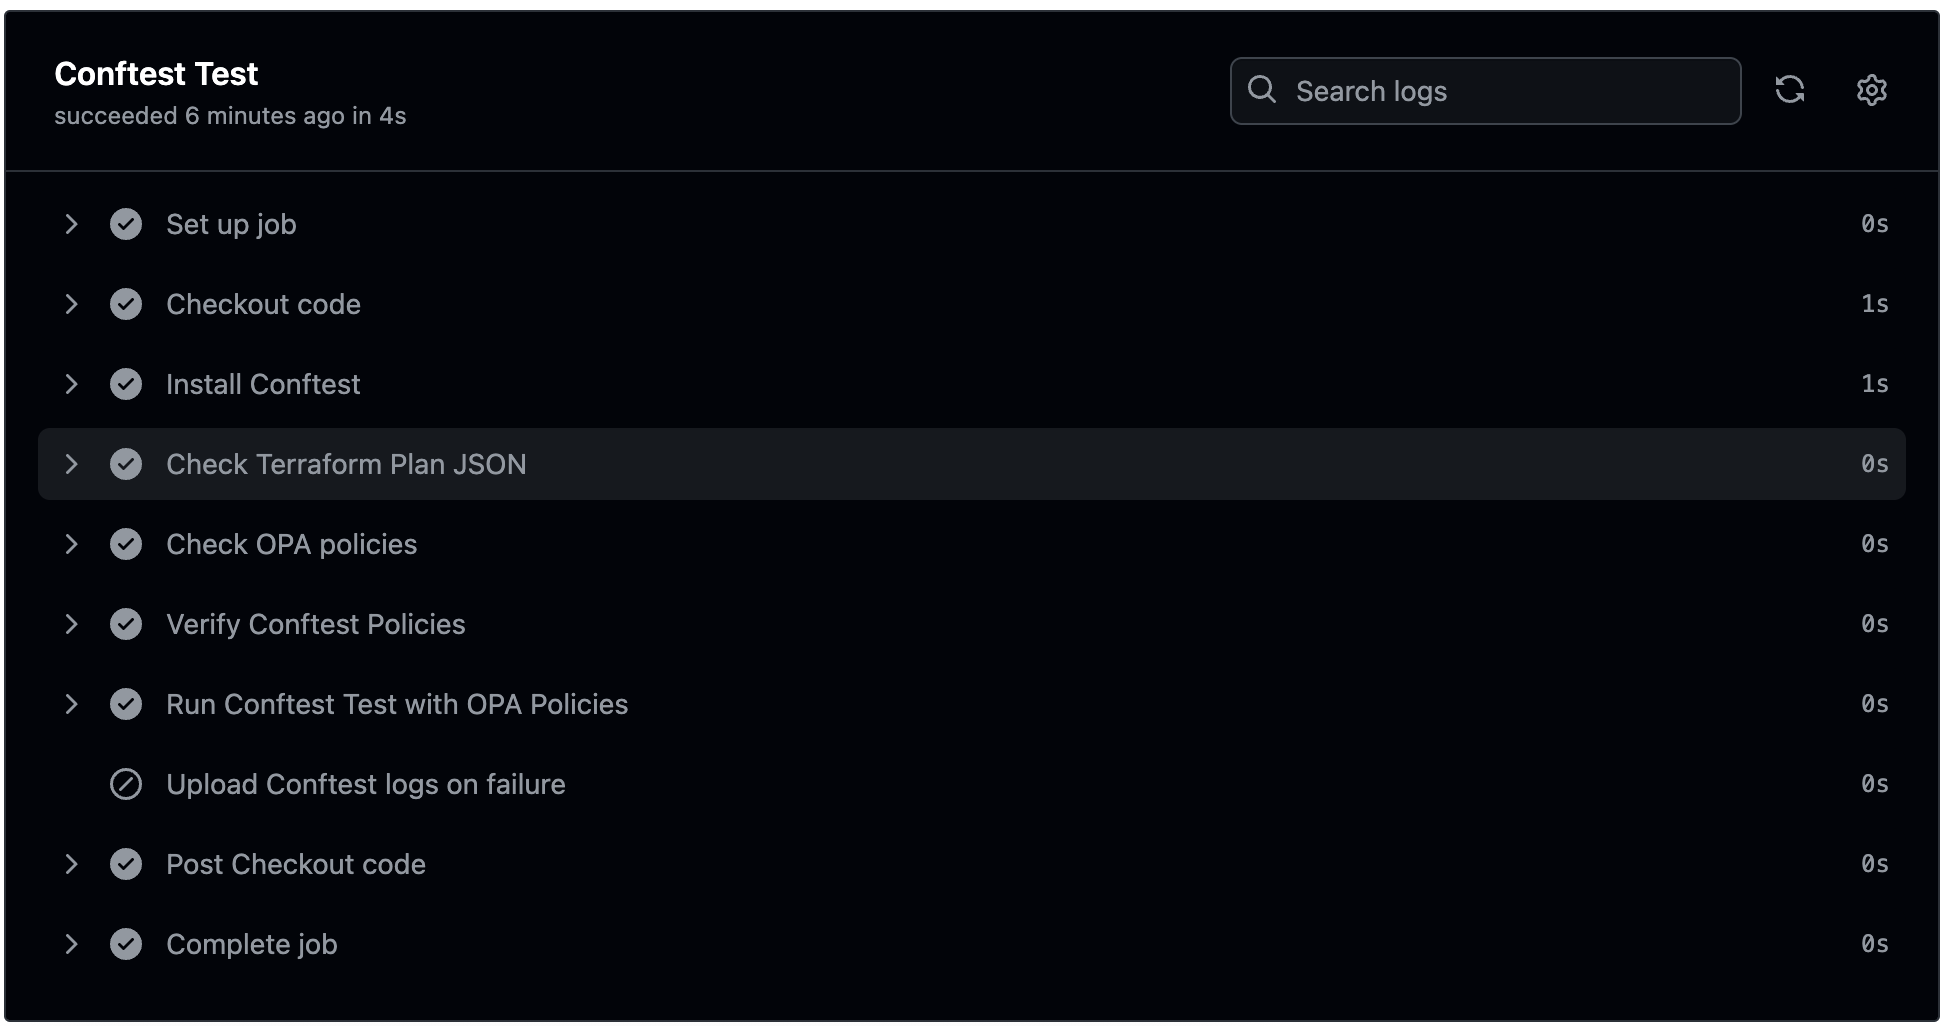 Conftest Test
succeeded 6 minutes ago in 4s
Search logs
Set up job 0s
Checkout code 1s
Install Conftest 1s
Check Terraform Plan JSON 0s
Check OPA policies 0s
Verify Conftest Policies 0s
Run Conftest Test with OPA Policies 0s
Upload Conftest logs on failure 0s
Post Checkout code 0s
Complete job 0s